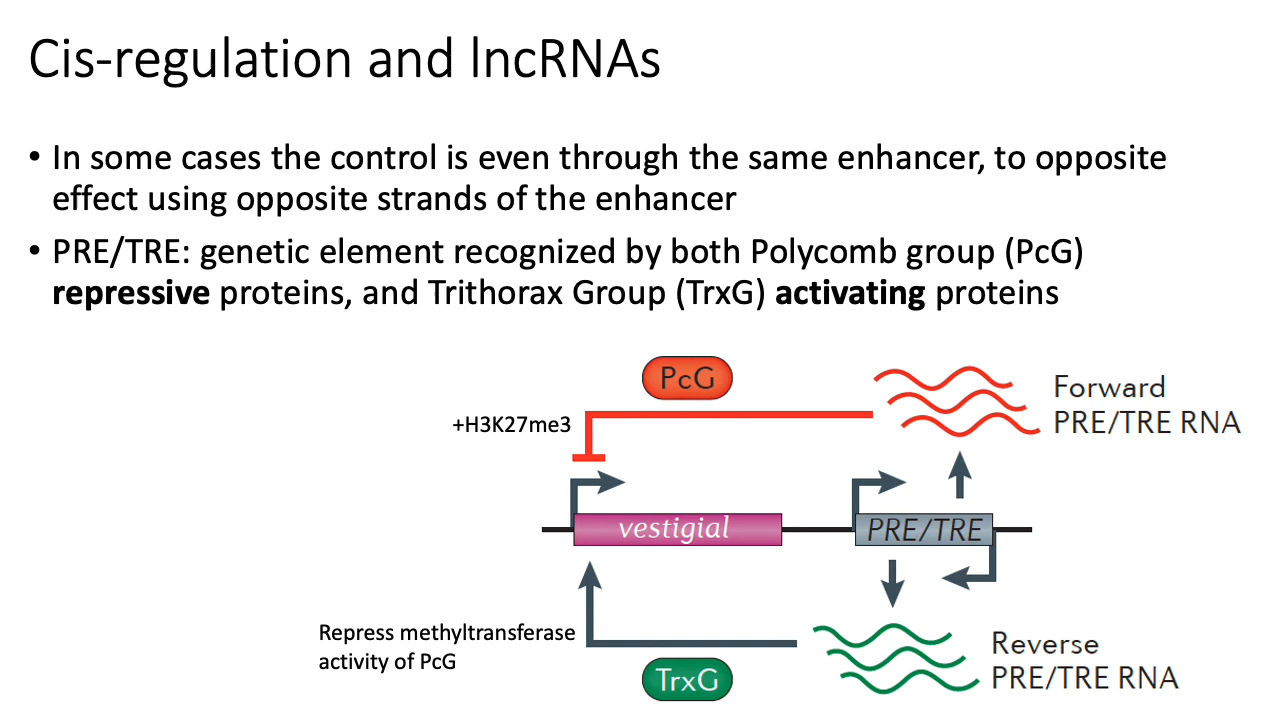 Cis-regulation and lncRNAs
• In some cases the control is even through the same enhancer, to opposite
effect using opposite strands of the enhancer
• PRE/TRE: genetic element recognized by both Polycomb group (PcG)
repressive proteins, and Trithorax Group (TrxG) activating proteins
PcG
Forward
PRE/TRE RNA
+H3K27me3
vestigial
PRE/TRE
Repress methyltransferase
activity of PcG
TrxG
Reverse
PRE/TRE RNA